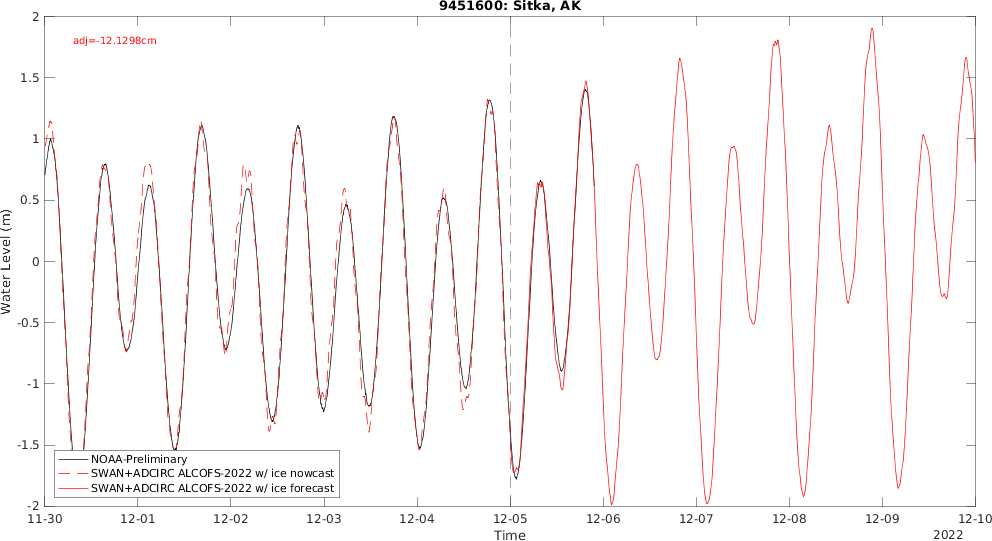 9451600: Sitka, AK
adj=-12.1298cm
2
1.5
1
0.5
0
-0.5
-1
-1.5
-2
Water Level (m)
NOAA-Preliminary
SWAN+ADCIRC ALCOFS-2022 w/ ice nowcast
SWAN+ADCIRC ALCOFS-2022 w/ ice forecast
11-30 12-01 12-02 12-03 12-04 12-05 12-06 12-07 12-08 12-09 12-10
Time
2022